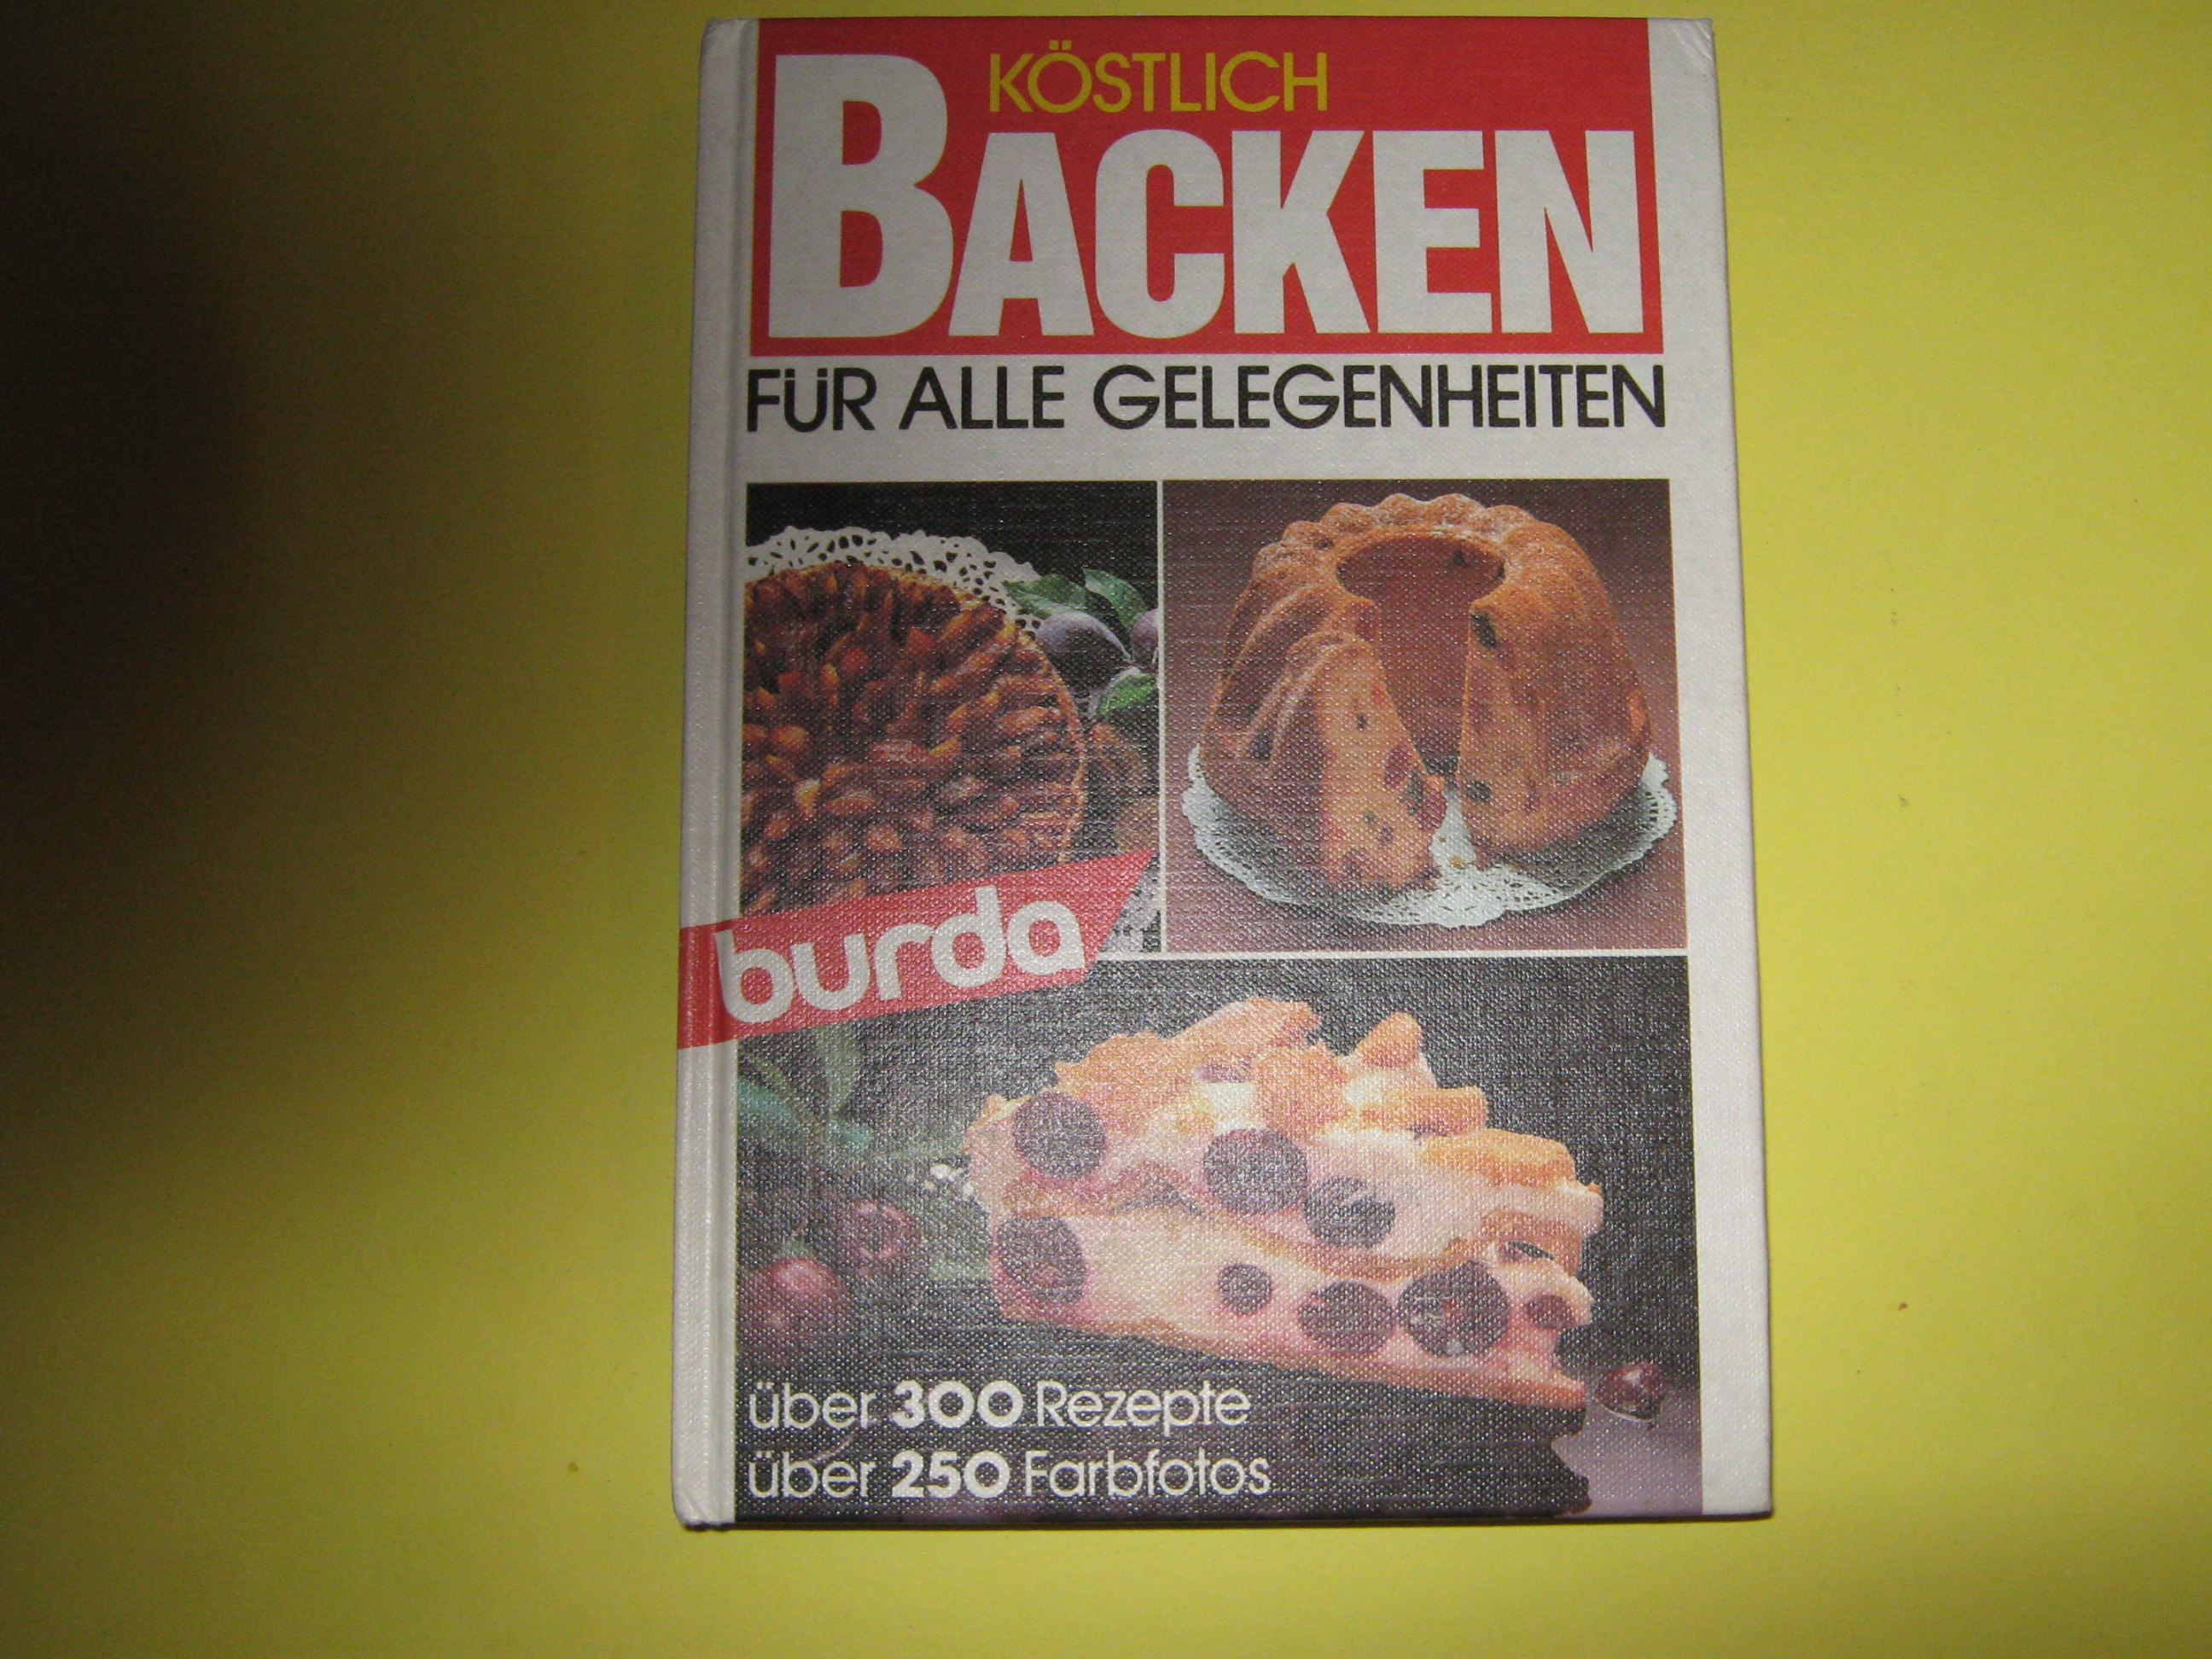 KÖSTLICH
BACKEN
FÜR ALLE GELEGENHEITEN
burda
über 300 Rezepte
über 250 Farbfotos